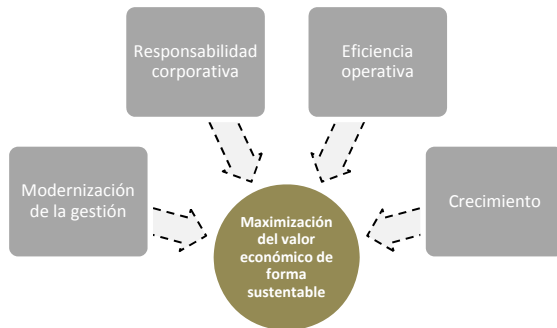 Responsabilidad
corporativa
Eficiencia
operativa
Modernización
de la gestión
Crecimiento
Maximización
del valor
económico de
forma
sustentable